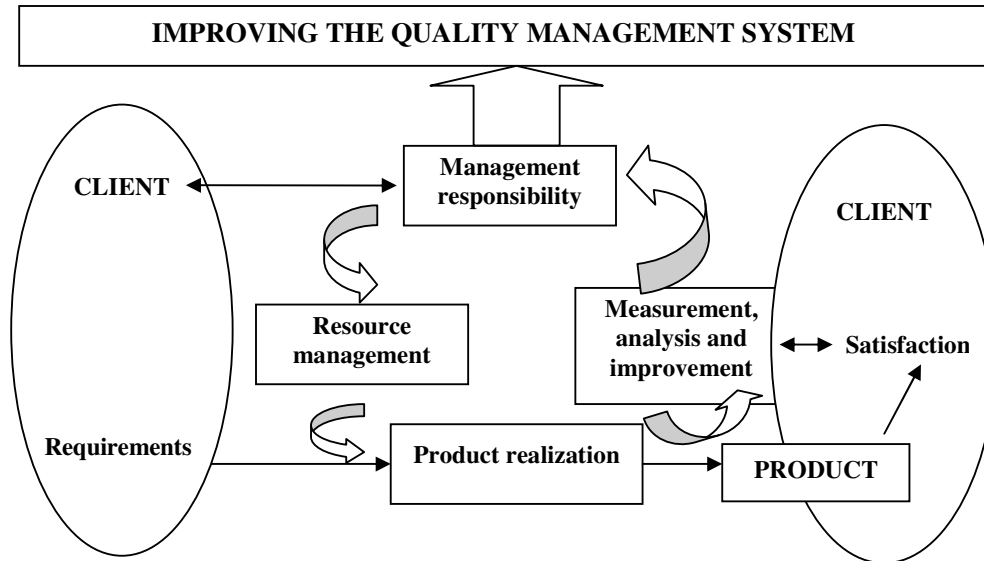 IMPROVING THE QUALITY MANAGEMENT SYSTEM
Management
responsibility
CLIENT
CLIENT
Resource
management
Measurement,
analysis and
improvement
Satisfaction
Requirements
Product realization
PRODUCT